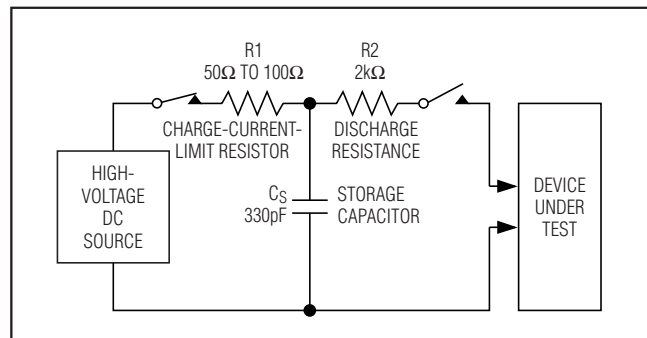 R1
50Ω TO 100Ω
R2
2kΩ
CHARGE-CURRENT-
LIMIT RESISTOR
DISCHARGE
RESISTANCE
HIGH-
VOLTAGE
DC
SOURCE
CS
330pF
STORAGE
CAPACITOR
DEVICE
UNDER
TEST